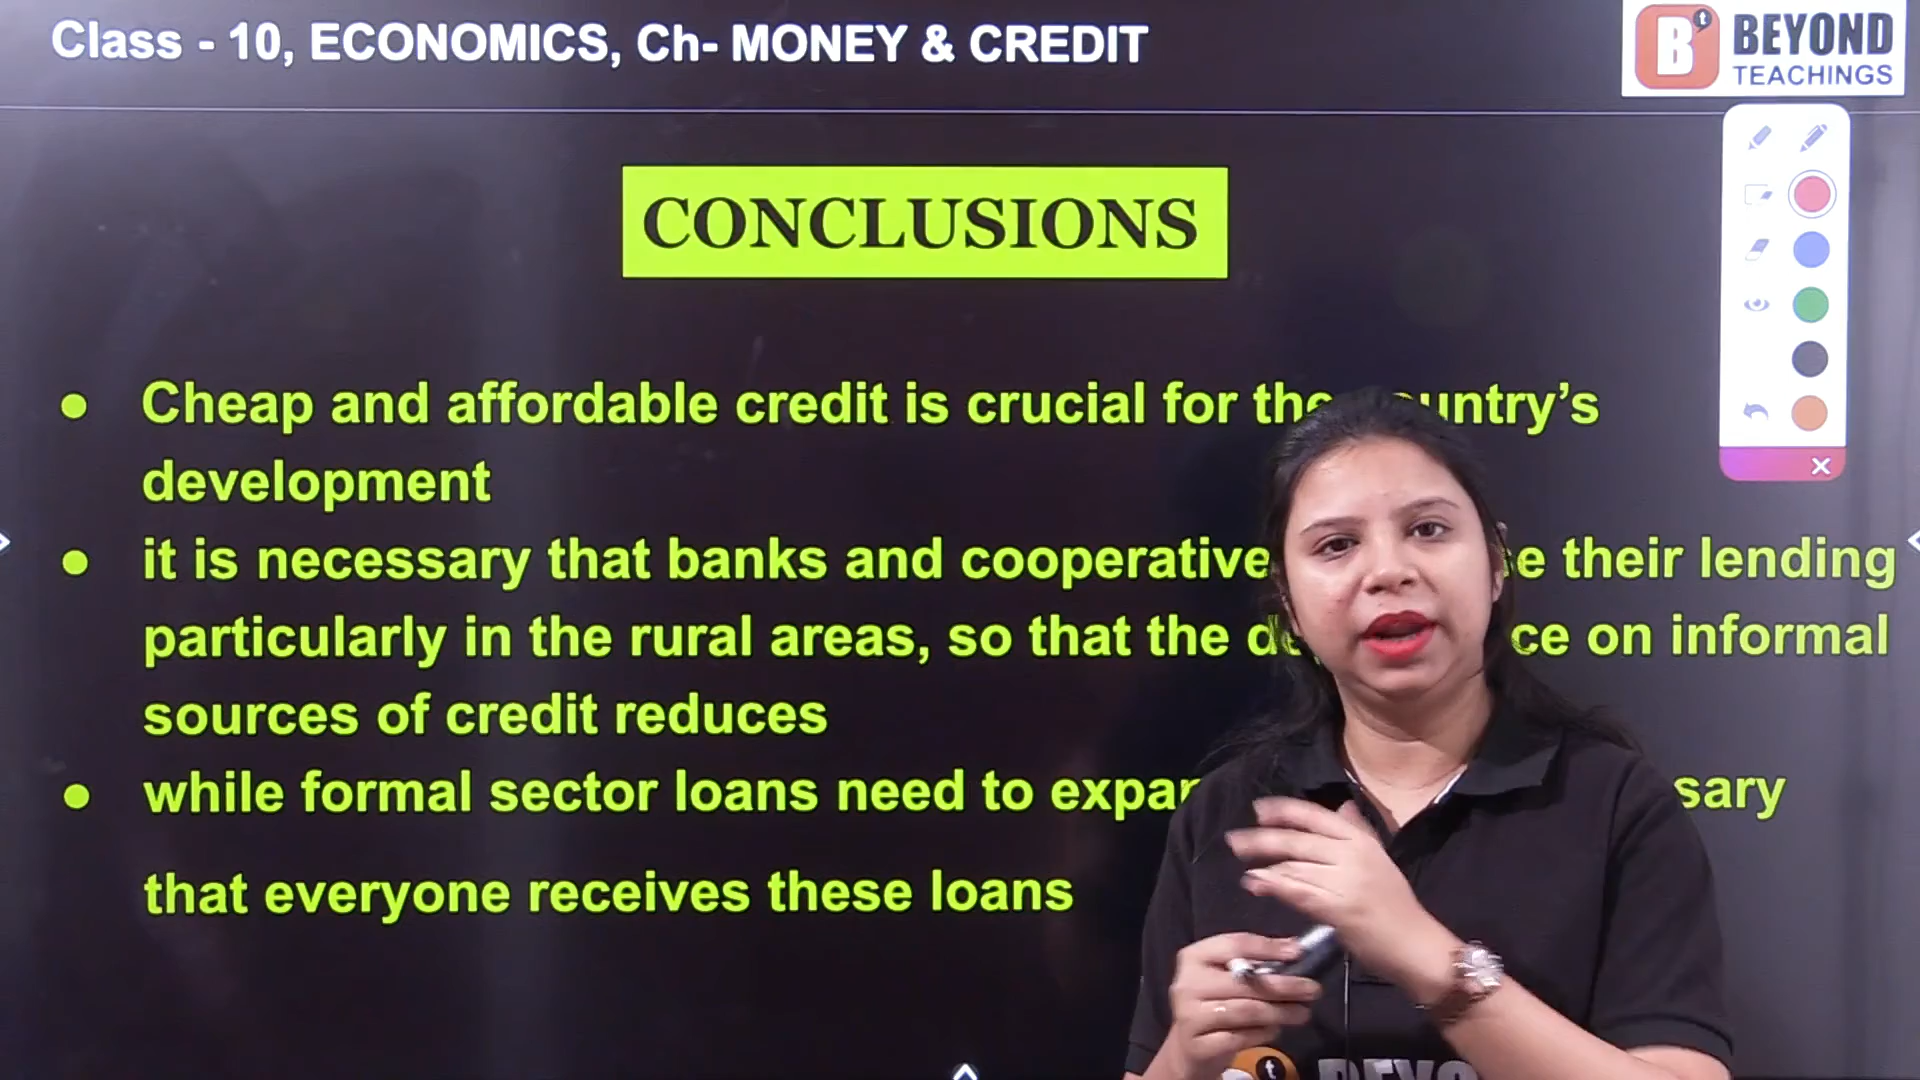 Class - 10, ECONOMICS, Ch- MONEY & CREDIT
BEYOND
TEACHINGS
CONCLUSIONS
Cheap and affordable credit is crucial for the country’s
development
it is necessary that banks and cooperative their lending
particularly in the rural areas, so that the on informal
sources of credit reduces
while formal sector loans need to
that everyone receives these loans